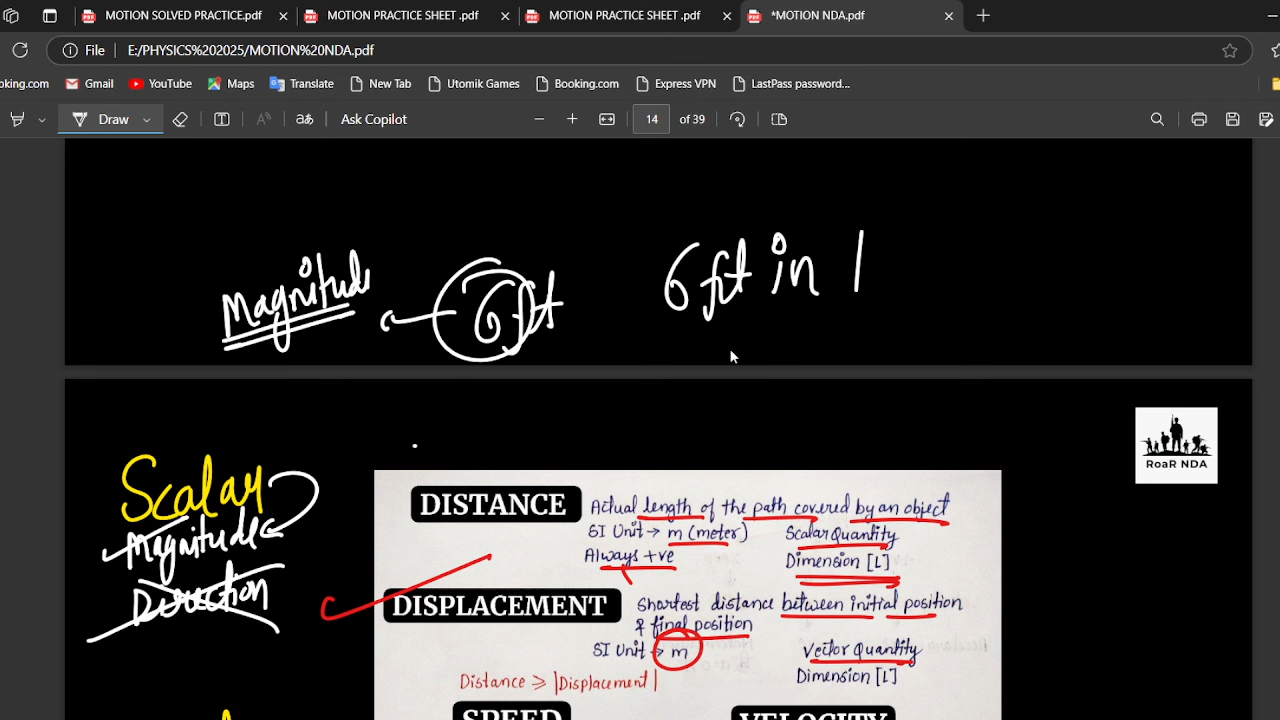 MOTION SOLVED PRACTICE.pdf
MOTION PRACTICE SHEET .pdf
MOTION PRACTICE SHEET .pdf
*MOTION NDA.pdf
File
E:/PHYSICS%202025/MOTION%20NDA.pdf
oking.com
Gmail
YouTube
Maps
Translate
New Tab
Utomik Games
Booking.com
Express VPN
LastPass password...
Draw
aあ
Ask Copilot
14 of 39
Magnitude
6ft
6 ft in 1
Scalar
Magnitude
Direction
RoaR NDA
DISTANCE
Actual length of the path covered by an object
SI Unit → m (meter)
Scalar Quantity
Always +ve
Dimension [L]
DISPLACEMENT
Shortest distance between initial position
& final position
SI Unit → m
Vector Quantity
Dimension [L]
Distance ⩾ |Displacement|
SPEED
VELOCITY